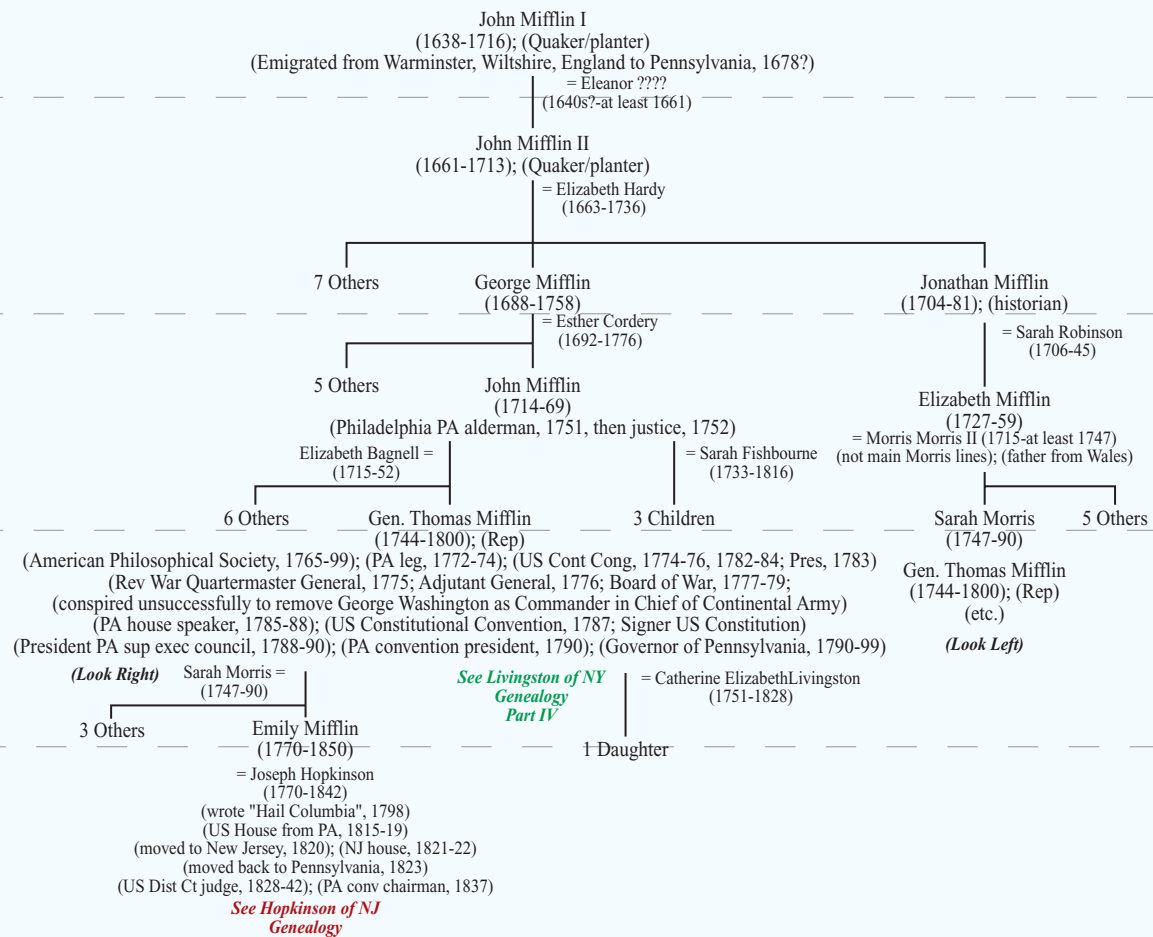 John Mifflin I
(1638-1716); (Quaker/planter)
(Emigrated from Warminster, Wiltshire, England to Pennsylvania, 1678?)
= Eleanor ????
(1640s?-at least 1661)
John Mifflin II
(1661-1713); (Quaker/planter)
= Elizabeth Hardy
(1663-1736)
7 Others
George Mifflin
(1688-1758)
Jonathan Mifflin
(1704-81); (historian)
= Esther Cordery
(1692-1776)
= Sarah Robinson
(1706-45)
5 Others
John Mifflin
(1714-69)
(Philadelphia PA alderman, 1751, then justice, 1752)
Elizabeth Mifflin
(1727-59)
= Morris Morris II (1715-at least 1747)
(not main Morris lines); (father from Wales)
Elizabeth Bagnell =
(1715-52)
= Sarah Fishbourne
(1733-1816)
6 Others
Gen. Thomas Mifflin
(1744-1800); (Rep)
3 Children
Sarah Morris
(1747-90)
5 Others
(American Philosophical Society, 1765-99); (PA leg, 1772-74); (US Cont Cong, 1774-76, 1782-84; Pres, 1783)
(Rev War Quartermaster General, 1775; Adjutant General, 1776; Board of War, 1777-79;
(conspired unsuccessfully to remove George Washington as Commander in Chief of Continental Army)
(PA house speaker, 1785-88); (US Constitutional Convention, 1787; Signer US Constitution)
(President PA sup exec council, 1788-90); (PA convention president, 1790); (Governor of Pennsylvania, 1790-99)
Gen. Thomas Mifflin
(1744-1800); (Rep)
(etc.)
(Look Left)
(Look Right)
Sarah Morris =
(1747-90)
See Livingston of NY
Genealogy
Part IV
= Catherine ElizabethLivingston
(1751-1828)
3 Others
Emily Mifflin
(1770-1850)
1 Daughter
= Joseph Hopkinson
(1770-1842)
(wrote "Hail Columbia", 1798)
(US House from PA, 1815-19)
(moved to New Jersey, 1820); (NJ house, 1821-22)
(moved back to Pennsylvania, 1823)
(US Dist Ct judge, 1828-42); (PA conv chairman, 1837)
See Hopkinson of NJ
Genealogy